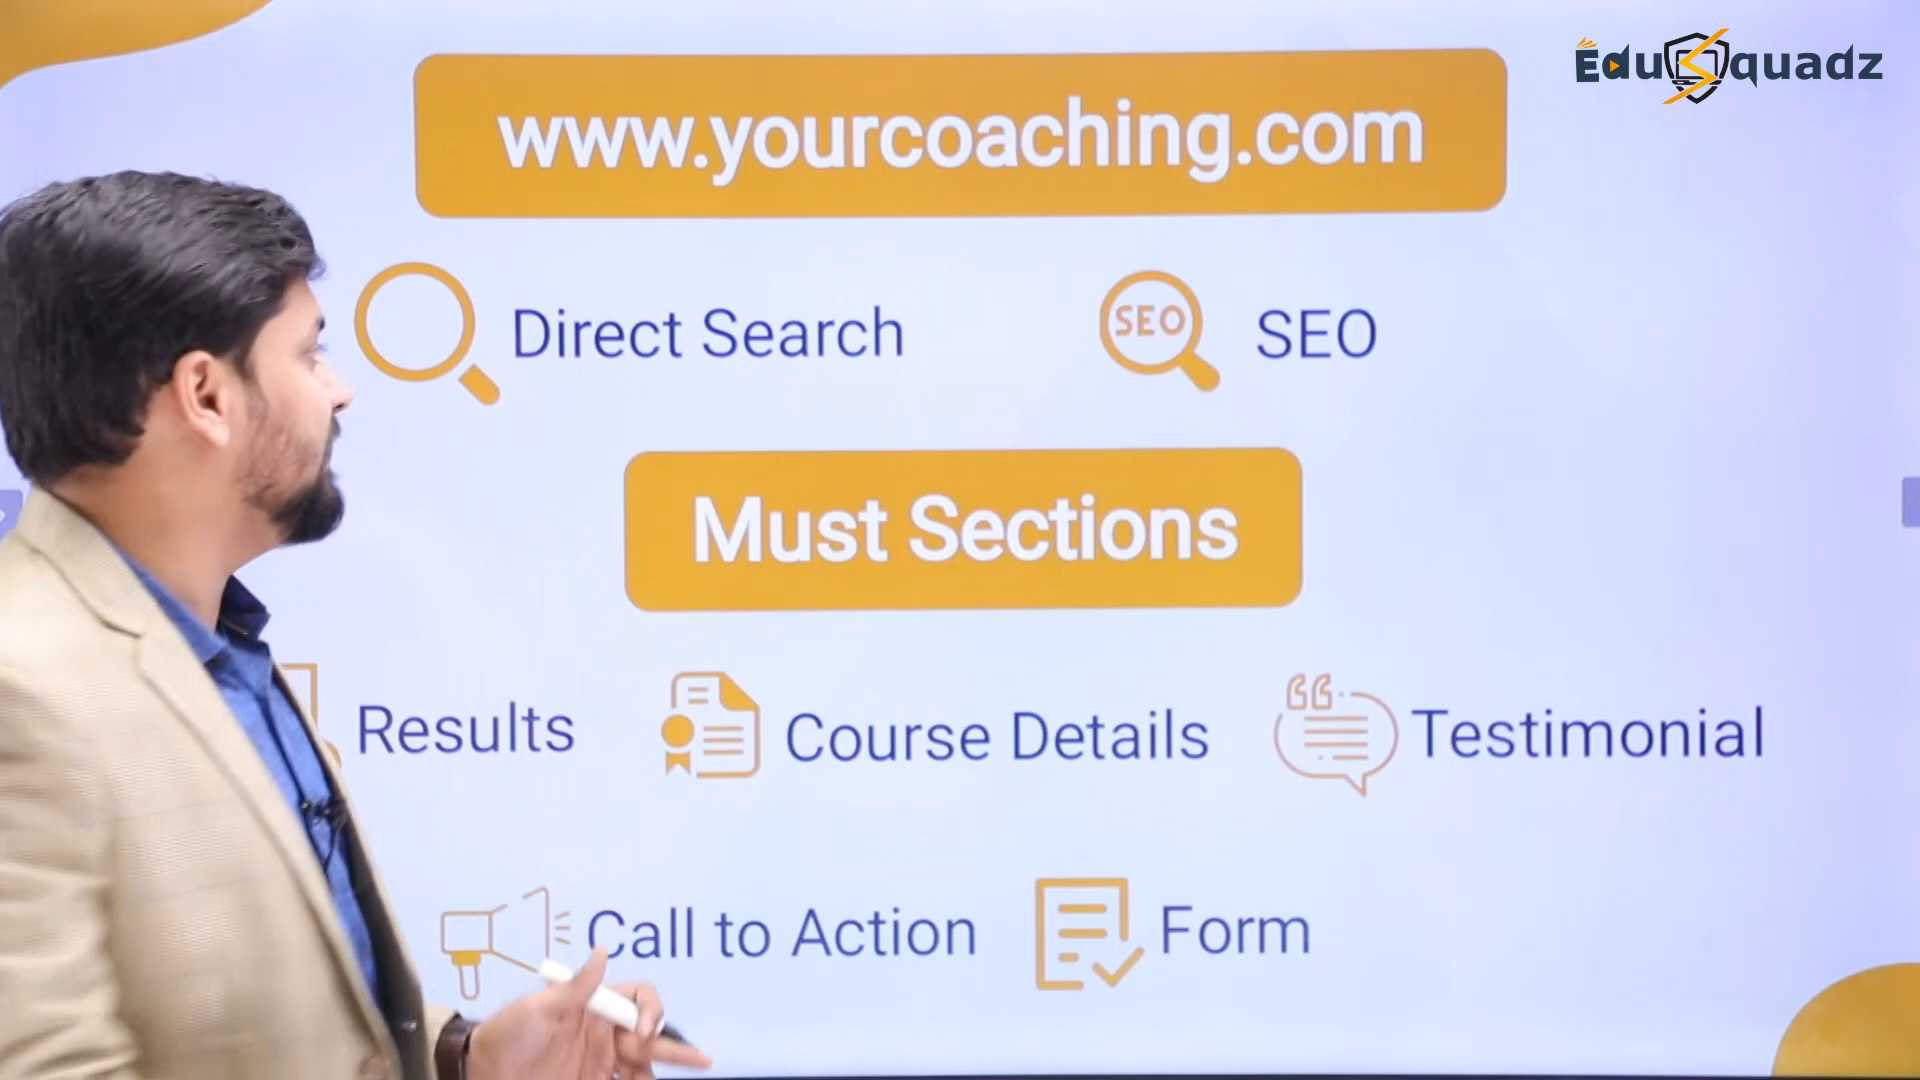 EduSquadz
www.yourcoaching.com
Direct Search
SEO
SEO
Must Sections
Results
Course Details
Testimonial
Call to Action
Form